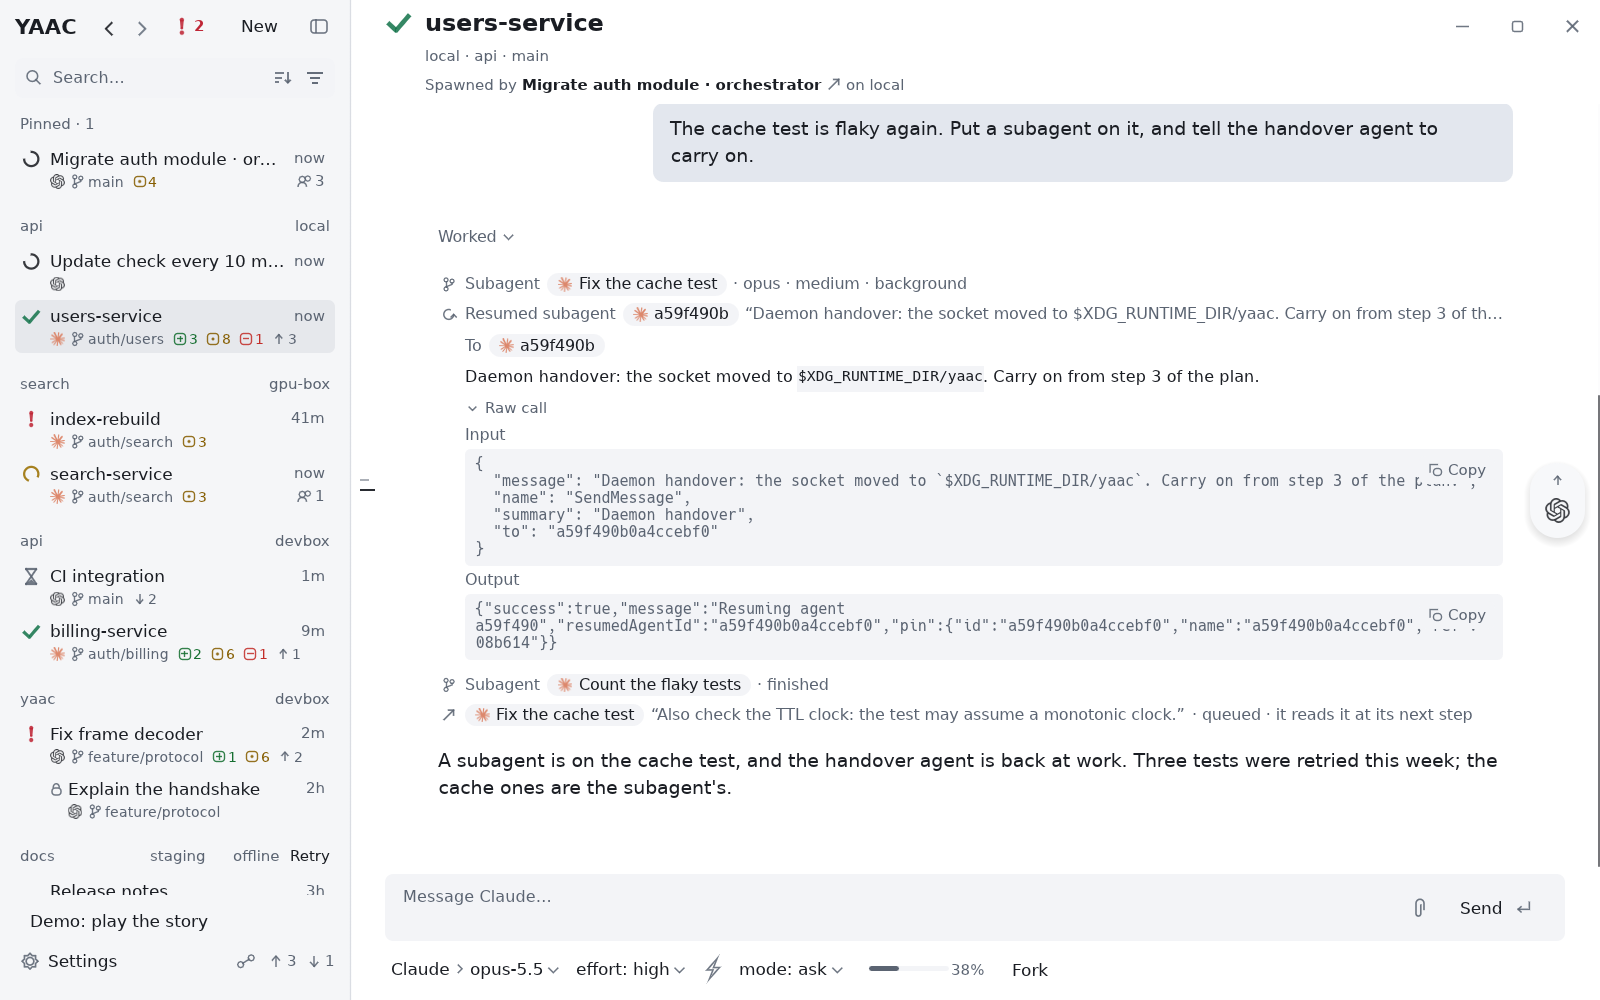 YAAC
2
New
Search...
Pinned · 1
Migrate auth module · or... now
main 4 3
api local
Update check every 10 m... now
users-service now
auth/users 3 8 1 3
search gpu-box
index-rebuild 41m
auth/search 3
search-service now
auth/search 3 1
api devbox
CI integration 1m
main 2
billing-service 9m
auth/billing 2 6 1 1
yaac devbox
Fix frame decoder 2m
feature/protocol 1 6 2
Explain the handshake 2h
feature/protocol
docs staging offline Retry
Release notes 3h
Demo: play the story
Settings 3 1
users-service
local · api · main
Spawned by Migrate auth module · orchestrator on local
The cache test is flaky again. Put a subagent on it, and tell the handover agent to
carry on.
Worked
Subagent Fix the cache test · opus · medium · background
Resumed subagent a59f490b “Daemon handover: the socket moved to $XDG_RUNTIME_DIR/yaac. Carry on from step 3 of th...
To a59f490b
Daemon handover: the socket moved to $XDG_RUNTIME_DIR/yaac. Carry on from step 3 of the plan.
Raw call
Input
Copy
{
"message": "Daemon handover: the socket moved to `$XDG_RUNTIME_DIR/yaac`. Carry on from step 3 of the plan.",
"name": "SendMessage",
"summary": "Daemon handover",
"to": "a59f490b0a4ccebf0"
}
Output
Copy
{"success":true,"message":"Resuming agent
a59f490","resumedAgentId":"a59f490b0a4ccebf0","pin":{"id":"a59f490b0a4ccebf0","name":"a59f490b0a4ccebf0",
08b614"}}
Subagent Count the flaky tests · finished
Fix the cache test “Also check the TTL clock: the test may assume a monotonic clock.” · queued · it reads it at its next step
A subagent is on the cache test, and the handover agent is back at work. Three tests were retried this week; the
cache ones are the subagent's.
Message Claude...
Send
Claude opus-5.5 effort: high mode: ask 38% Fork